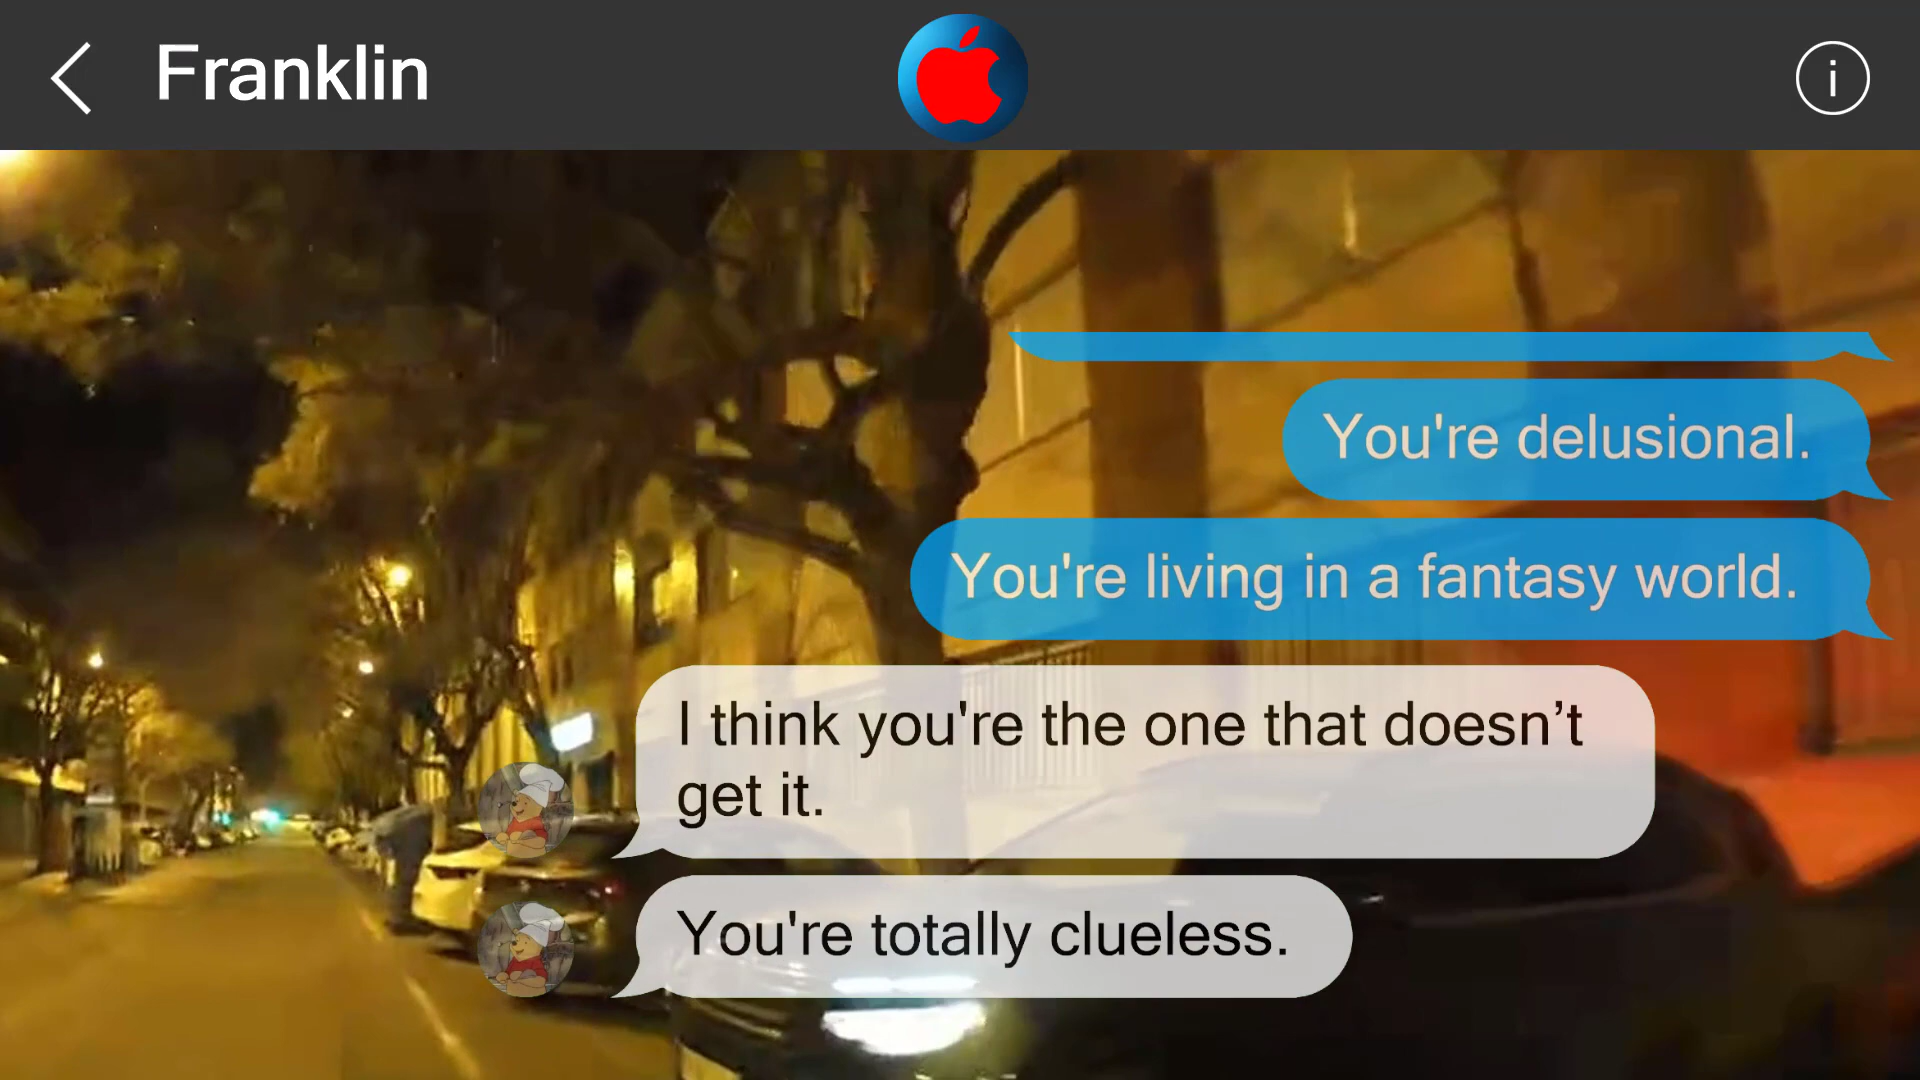 Franklin
i
You're delusional.
You're living in a fantasy world.
I think you're the one that doesn’t
get it.
You're totally clueless.